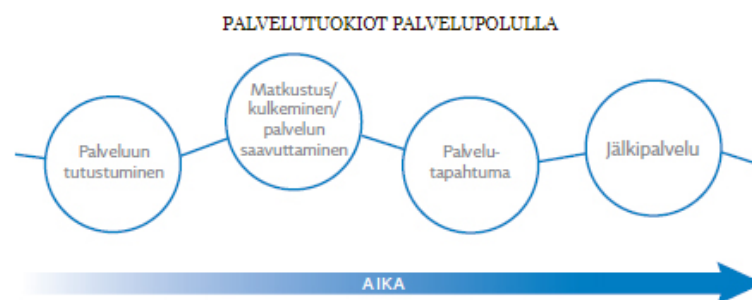 PALVELUTUOKIOT PALVELUPOLULLA
Palveluun
tutustuminen
Matkustus/
kulkeminen/
palvelun
saavuttaminen
Palvelu-
tapahtuma
Jälkipalvelu
AIKA